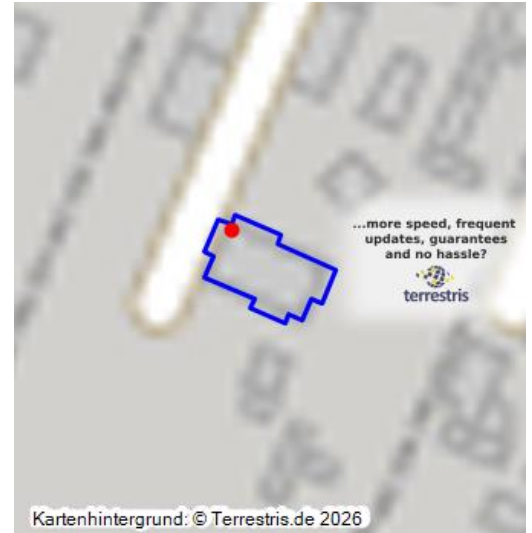 ...more speed, frequent
updates, guarantees
and no hassle?
terrestris
Kartenhintergrund: © Terrestris.de 2026